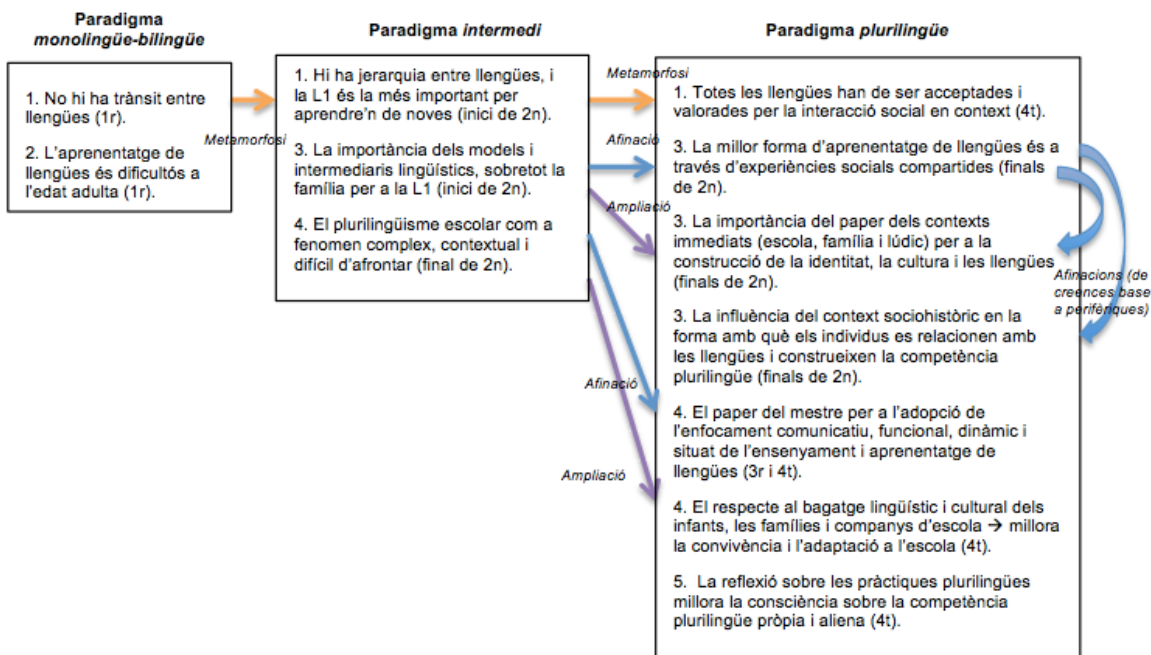 Paradigma
monolingüe-bilingüe
1. No hi ha trànsit entre
llengües (1r).
2. L'aprenentatge de
llengües és dificultós a
l'edat adulta (1r).
Metamorfosi
Paradigma intermedi
1. Hi ha jerarquia entre llengües, i
la L1 és la més important per
aprendre'n de noves (inici de 2n).
3. La importància dels models i
intermediaris lingüístics, sobretot la
família per a la L1 (inici de 2n).
4. El plurilingüisme escolar com a
fenomen complex, contextual i
difícil d'afrontar (final de 2n).
Metamorfosi
Afinació
Ampliació
Afinació
Ampliació
Paradigma plurilingüe
1. Totes les llengües han de ser acceptades i
valorades per la interacció social en context (4t).
3. La millor forma d'aprenentatge de llengües és a
través d'experiències socials compartides (finals
de 2n).
3. La importància del paper dels contexts
immediats (escola, família i lúdic) per a la
construcció de la identitat, la cultura i les llengües
(finals de 2n).
3. La influència del context sociohistòric en la
forma amb què els individus es relacionen amb
les llengües i construeixen la competència
plurilingüe (finals de 2n).
4. El paper del mestre per a l'adopció de
l'enfocament comunicatiu, funcional, dinàmic i
situat de l'ensenyament i aprenentatge de
llengües (3r i 4t).
4. El respecte al bagatge lingüístic i cultural dels
infants, les famílies i companys d'escola → millora
la convivència i l'adaptació a l'escola (4t).
5. La reflexió sobre les pràctiques plurilingües
millora la consciència sobre la competència
plurilingüe pròpia i aliena (4t).
Afinacions (de
creences base
a perifèriques)